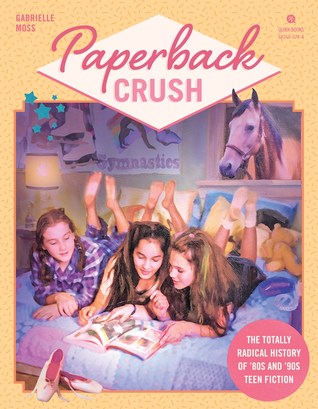 GABRIELLE
MOSS
Paperback
CRUSH
Gymnastics
THE TOTALLY
RADICAL HISTORY
OF '80S AND '90S
TEEN FICTION